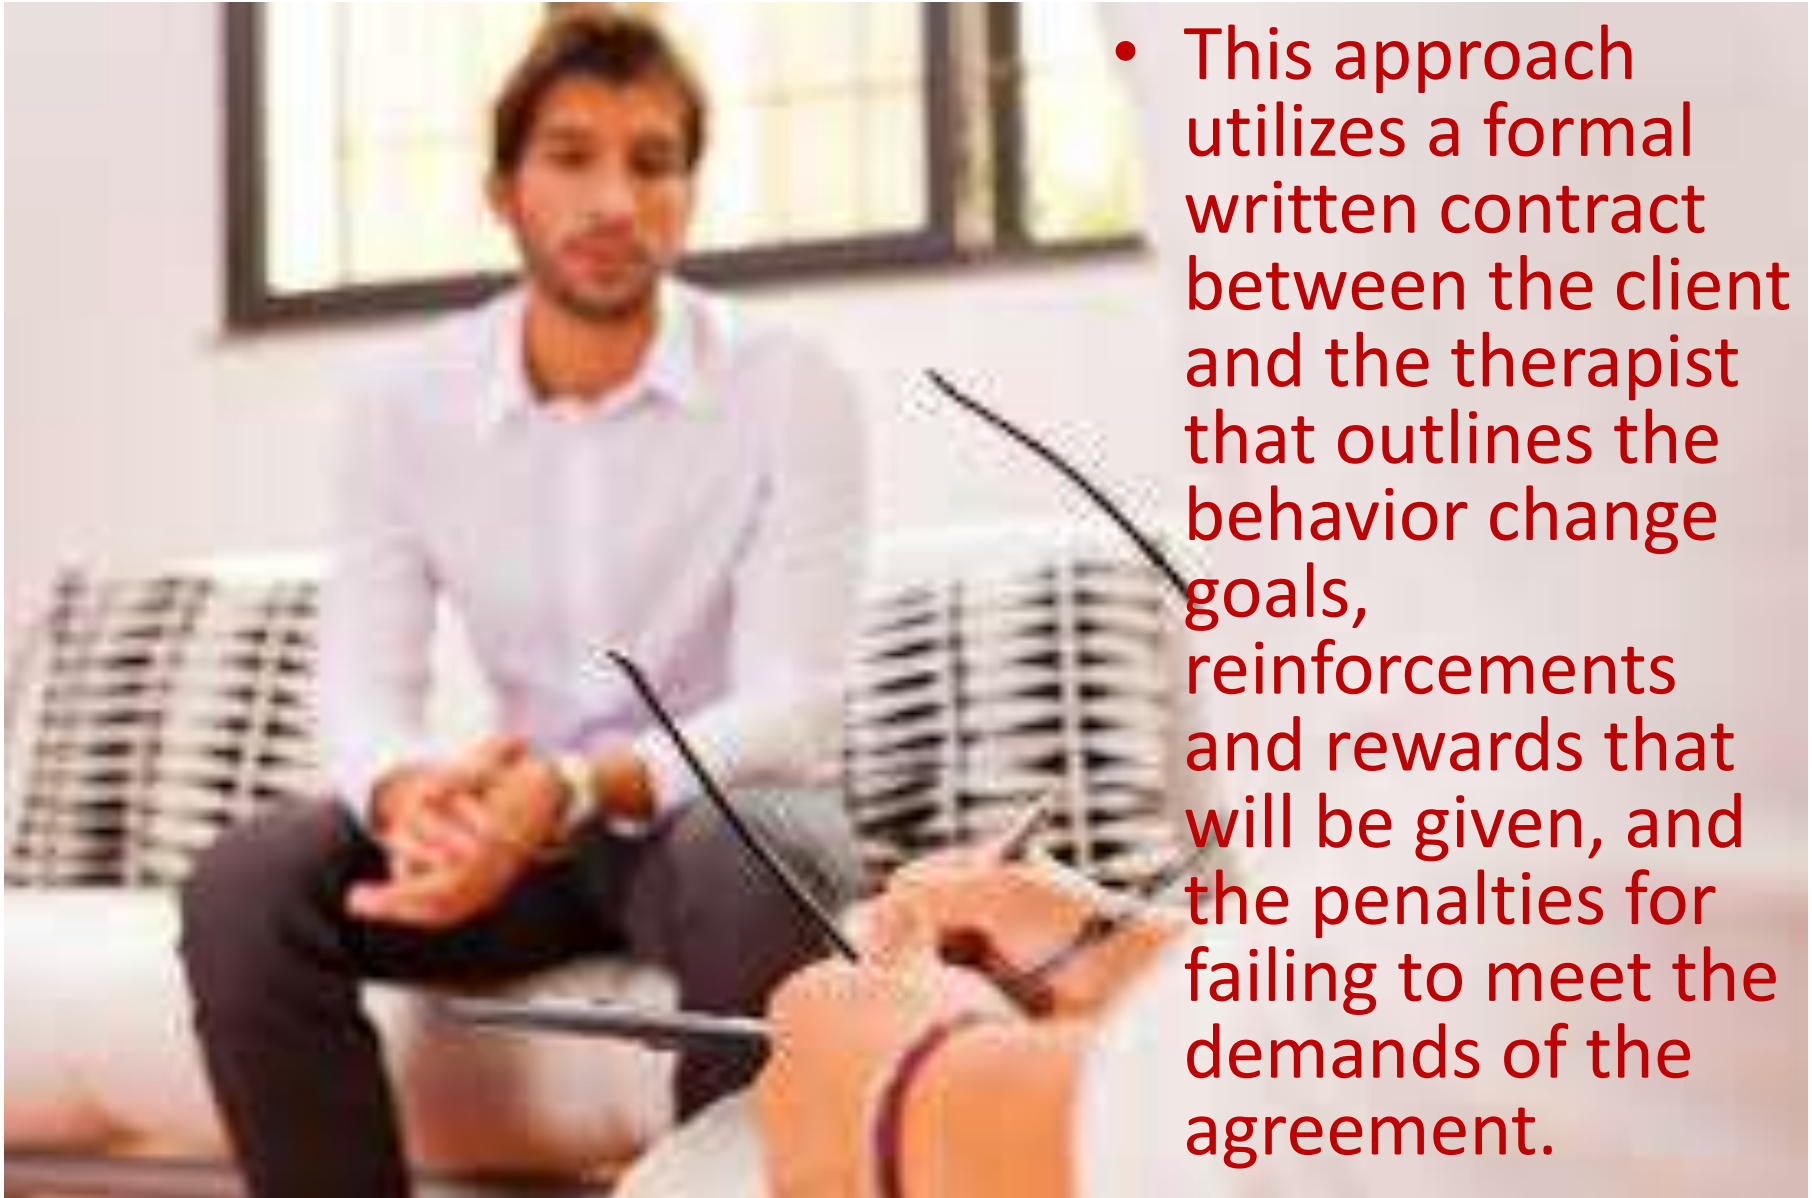 • This approach
utilizes a formal
written contract
between the client
and the therapist
that outlines the
behavior change
goals,
reinforcements
and rewards that
will be given, and
the penalties for
failing to meet the
demands of the
agreement.